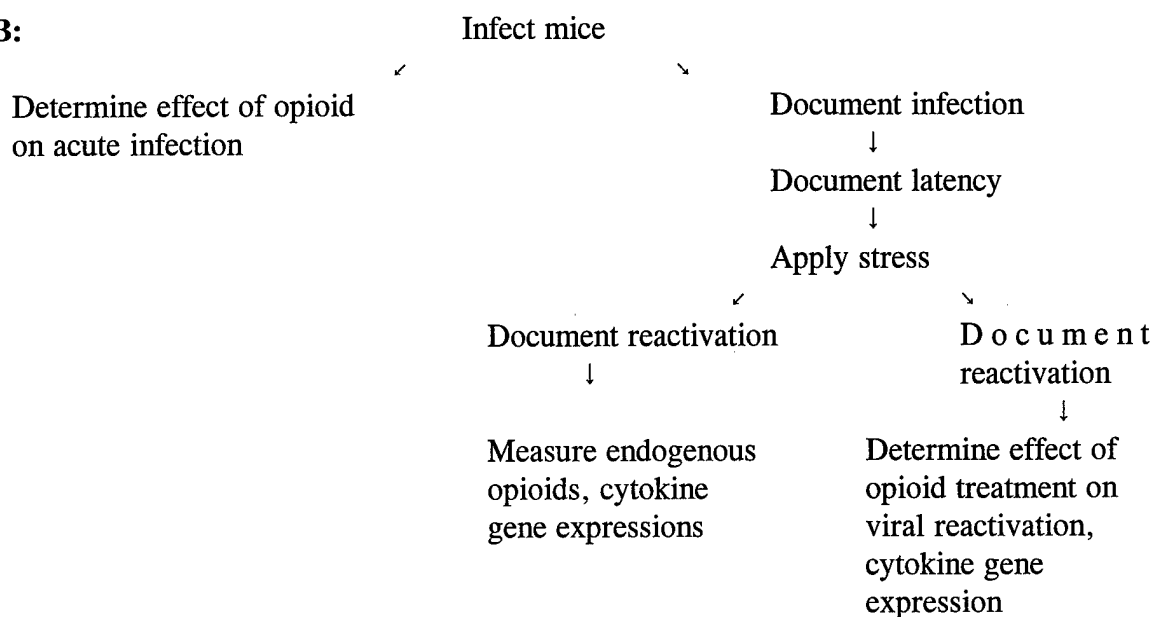 3:
Infect mice
↙ ↘
Determine effect of opioid
on acute infection
Document infection
↓
Document latency
↓
Apply stress
↙ ↘
Document reactivation
↓
Measure endogenous
opioids, cytokine
gene expressions
D o c u m e n t
reactivation
↓
Determine effect of
opioid treatment on
viral reactivation,
cytokine gene
expression